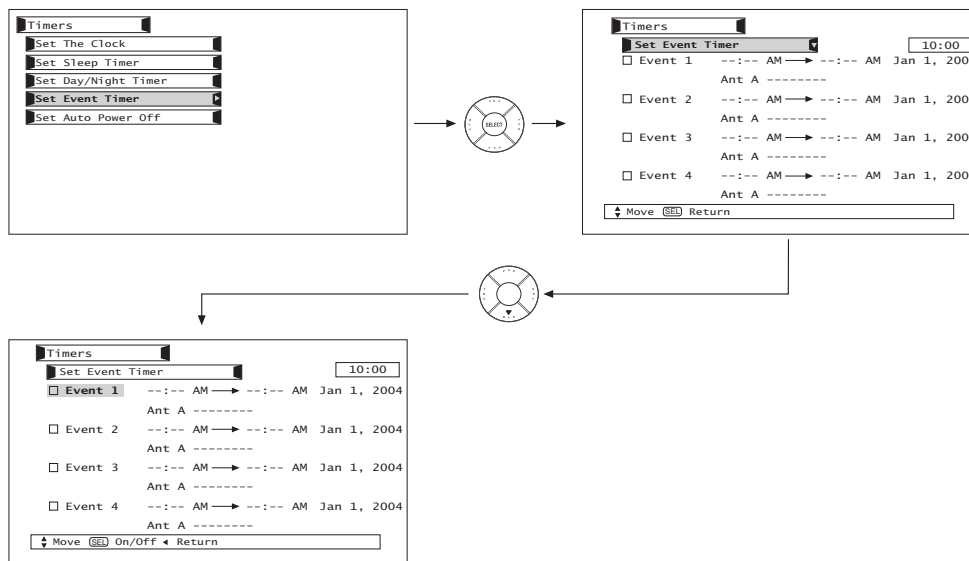 Timers
Set The Clock
Set Sleep Timer
Set Day/Night Timer
Set Event Timer
Set Auto Power Off
SELECT
Timers
Set Event Timer
10:00
Event 1 --:-- AM --:-- AM Jan 1, 200
Ant A --------
Event 2 --:-- AM --:-- AM Jan 1, 200
Ant A --------
Event 3 --:-- AM --:-- AM Jan 1, 200
Ant A --------
Event 4 --:-- AM --:-- AM Jan 1, 200
Ant A --------
Move SEL Return
Timers
Set Event Timer
10:00
Event 1 --:-- AM --:-- AM Jan 1, 2004
Ant A --------
Event 2 --:-- AM --:-- AM Jan 1, 2004
Ant A --------
Event 3 --:-- AM --:-- AM Jan 1, 2004
Ant A --------
Event 4 --:-- AM --:-- AM Jan 1, 2004
Ant A --------
Move SEL On/Off Return